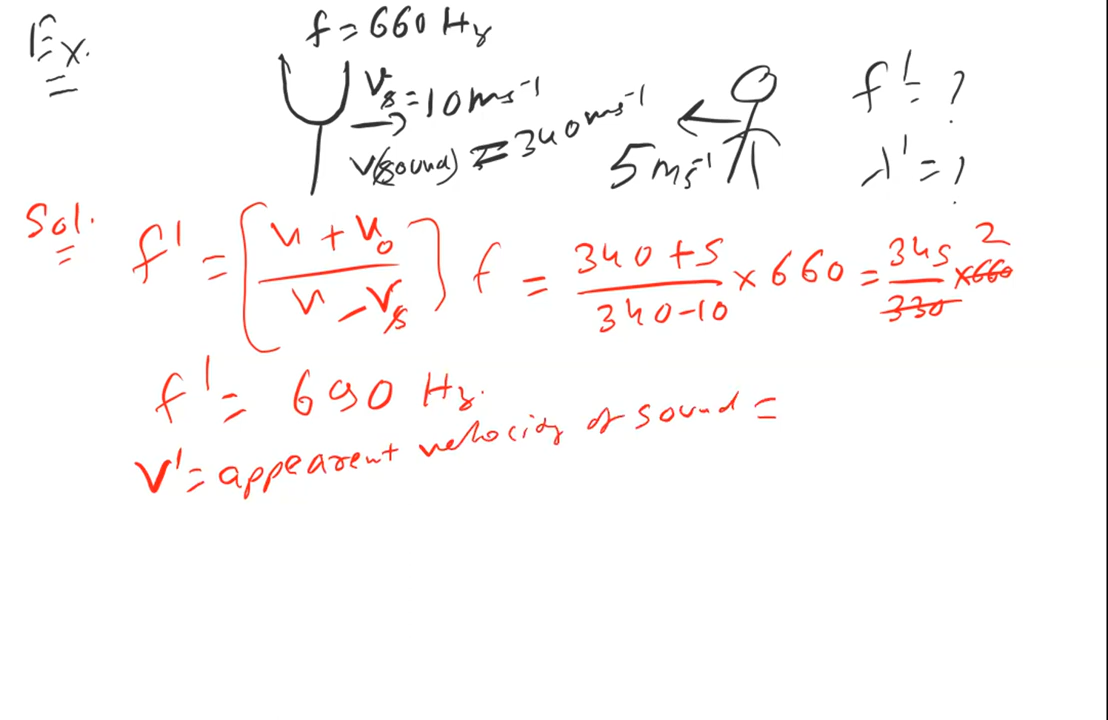 Ex.
f = 660 Hz
Vs = 10 ms⁻¹
V(sound) = 340 ms⁻¹
5 ms⁻¹
f' = ?
λ' = ?
Sol.
f' = [(v + v₀)/(v - vs)] f = (340 + 5)/(340 - 10) × 660 = 345/330 × 660 2
f' = 690 Hz.
V' = appearent velocity of sound =